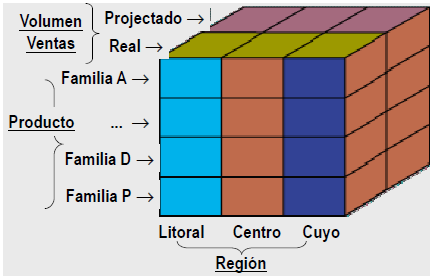 Volumen
Ventas
Projectado →
Real →
Familia A →
Producto
... →
Familia D →
Familia P →
Litoral Centro Cuyo
Región